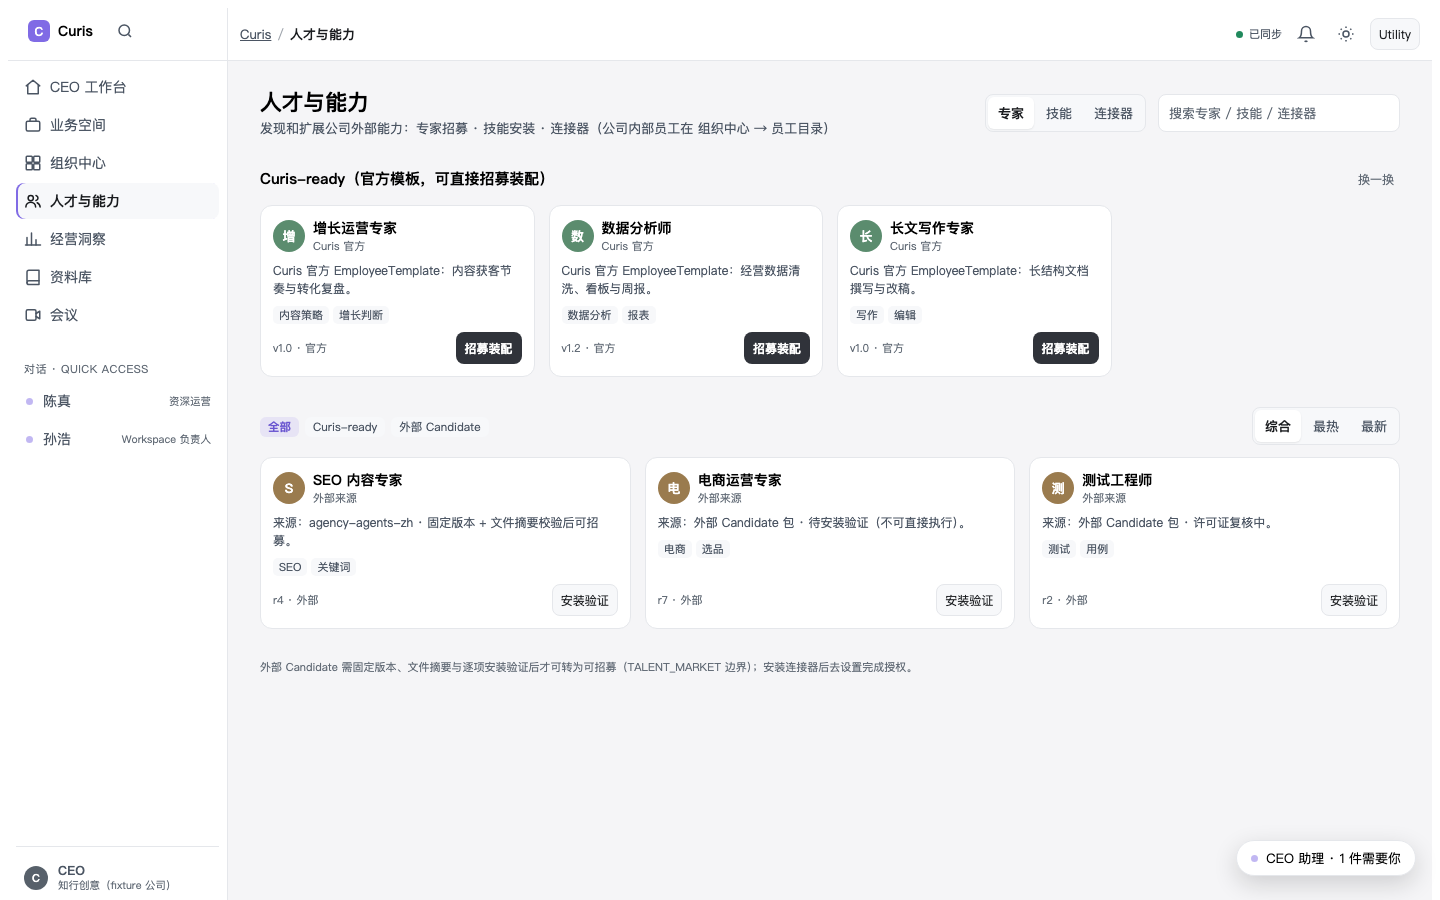 C Curis
Curis / 人才与能力
已同步
Utility
CEO 工作台
业务空间
组织中心
人才与能力
经营洞察
资料库
会议
对话 · QUICK ACCESS
陈真 资深运营
孙浩 Workspace 负责人
C
CEO
知行创意（fixture 公司）
人才与能力
发现和扩展公司外部能力：专家招募 · 技能安装 · 连接器（公司内部员工在 组织中心 → 员工目录）
专家 技能 连接器
搜索专家 / 技能 / 连接器
Curis-ready（官方模板，可直接招募装配）
换一换
增
增长运营专家
Curis 官方
Curis 官方 EmployeeTemplate：内容获客节
奏与转化复盘。
内容策略 增长判断
v1.0 · 官方
招募装配
数
数据分析师
Curis 官方
Curis 官方 EmployeeTemplate：经营数据清
洗、看板与周报。
数据分析 报表
v1.2 · 官方
招募装配
长
长文写作专家
Curis 官方
Curis 官方 EmployeeTemplate：长结构文档
撰写与改稿。
写作 编辑
v1.0 · 官方
招募装配
全部 Curis-ready 外部 Candidate
综合 最热 最新
S
SEO 内容专家
外部来源
来源：agency-agents-zh · 固定版本 + 文件摘要校验后可招
募。
SEO 关键词
r4 · 外部
安装验证
电
电商运营专家
外部来源
来源：外部 Candidate 包 · 待安装验证（不可直接执行）。
电商 选品
r7 · 外部
安装验证
测
测试工程师
外部来源
来源：外部 Candidate 包 · 许可证复核中。
测试 用例
r2 · 外部
安装验证
外部 Candidate 需固定版本、文件摘要与逐项安装验证后才可转为可招募（TALENT_MARKET 边界）；安装连接器后去设置完成授权。
CEO 助理 · 1 件需要你